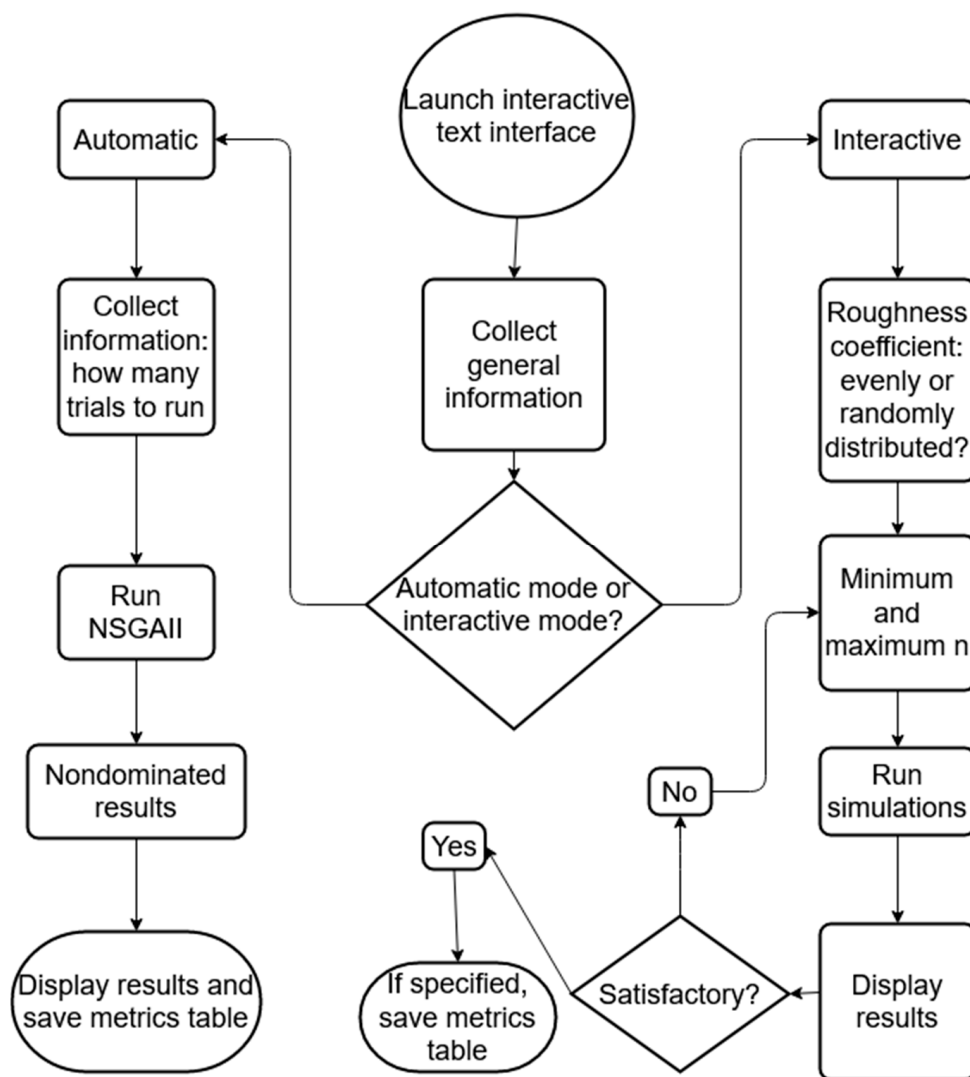 Launch interactive
text interface
Automatic
Interactive
Collect
information:
how many
trials to run
Collect
general
information
Roughness
coefficient:
evenly or
randomly
distributed?
Automatic mode or
interactive mode?
Run
NSGAII
Minimum
and
maximum n
Nondominated
results
No
Run
simulations
Yes
Display results and
save metrics table
If specified,
save metrics
table
Satisfactory?
Display
results